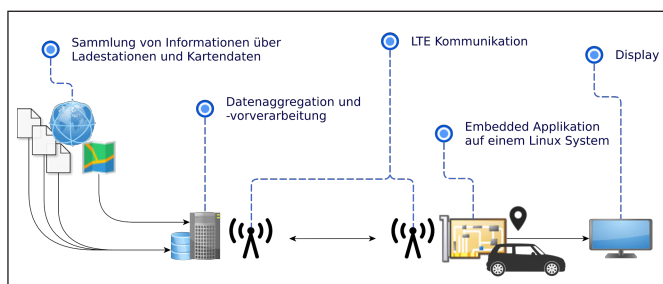 Sammlung von Informationen über
Ladestationen und Kartendaten
LTE Kommunikation
Display
Datenaggregation und
-vorverarbeitung
Embedded Applikation
auf einem Linux System